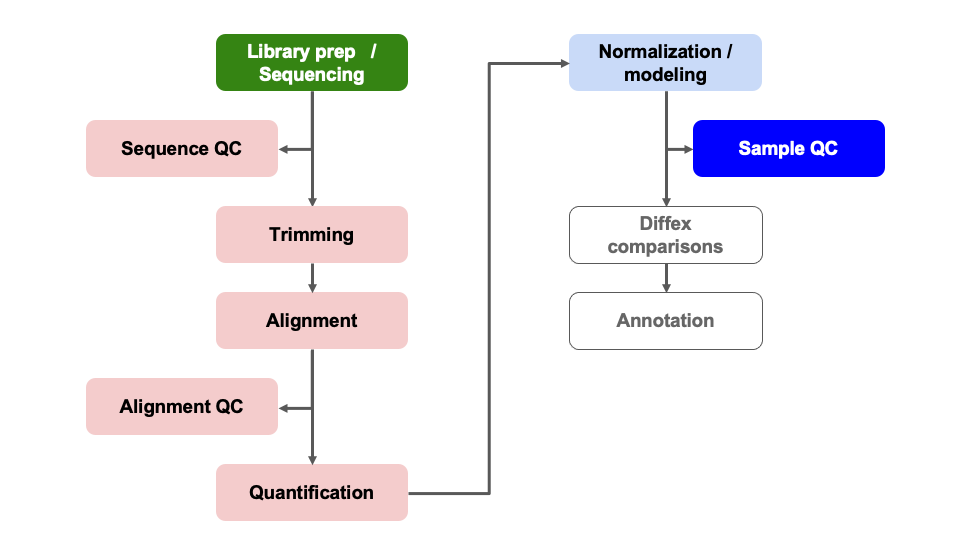 Library prep /
Sequencing
Sequence QC
Trimming
Alignment
Alignment QC
Quantification
Normalization /
modeling
Sample QC
Diffex
comparisons
Annotation